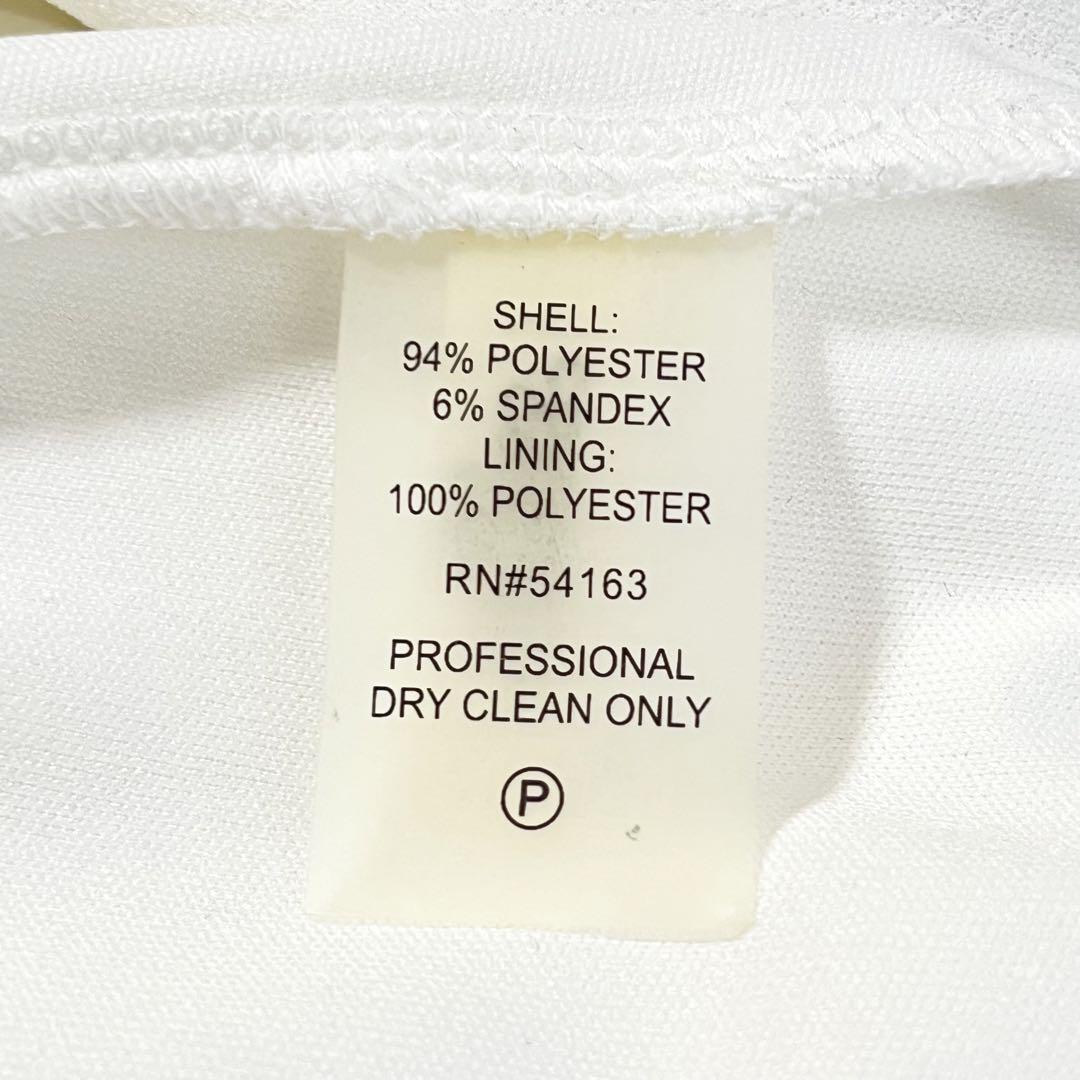 SHELL:
94% POLYESTER
6% SPANDEX
LINING:
100% POLYESTER
RN#54163
PROFESSIONAL
DRY CLEAN ONLY
P